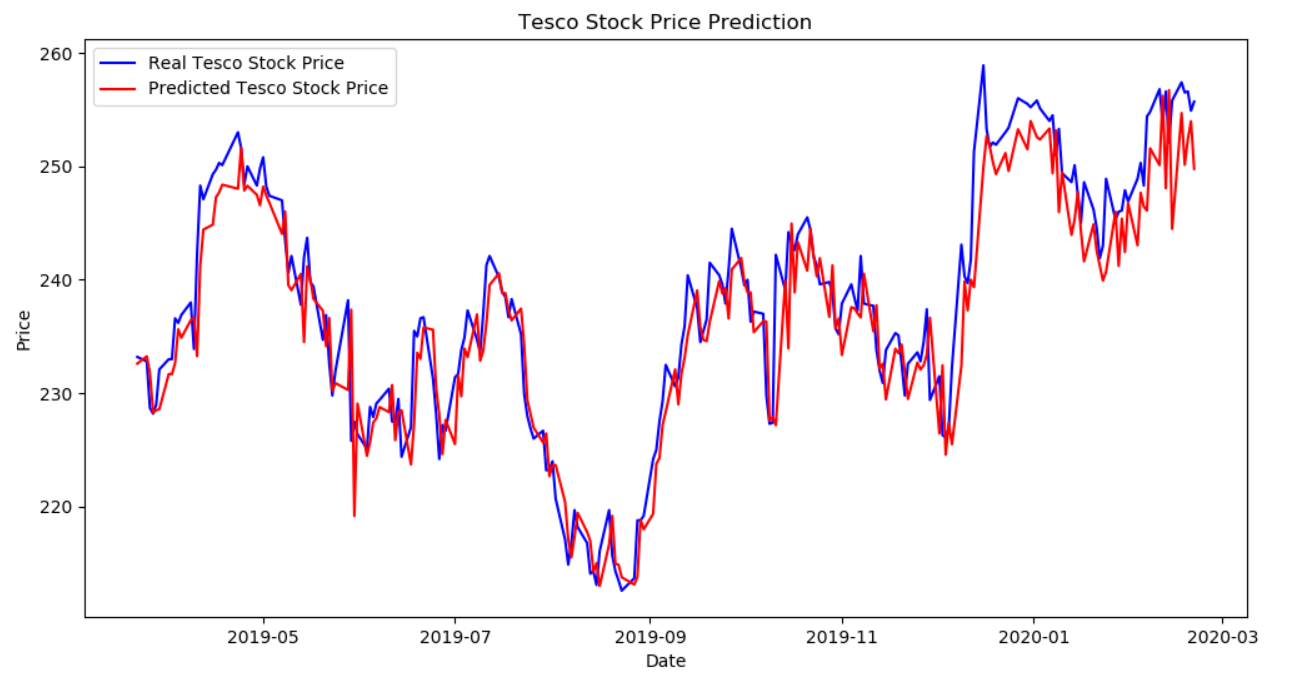 Tesco Stock Price Prediction
Real Tesco Stock Price
Predicted Tesco Stock Price
Price
260
250
240
230
220
2019-05
2019-07
2019-09
2019-11
2020-01
2020-03
Date